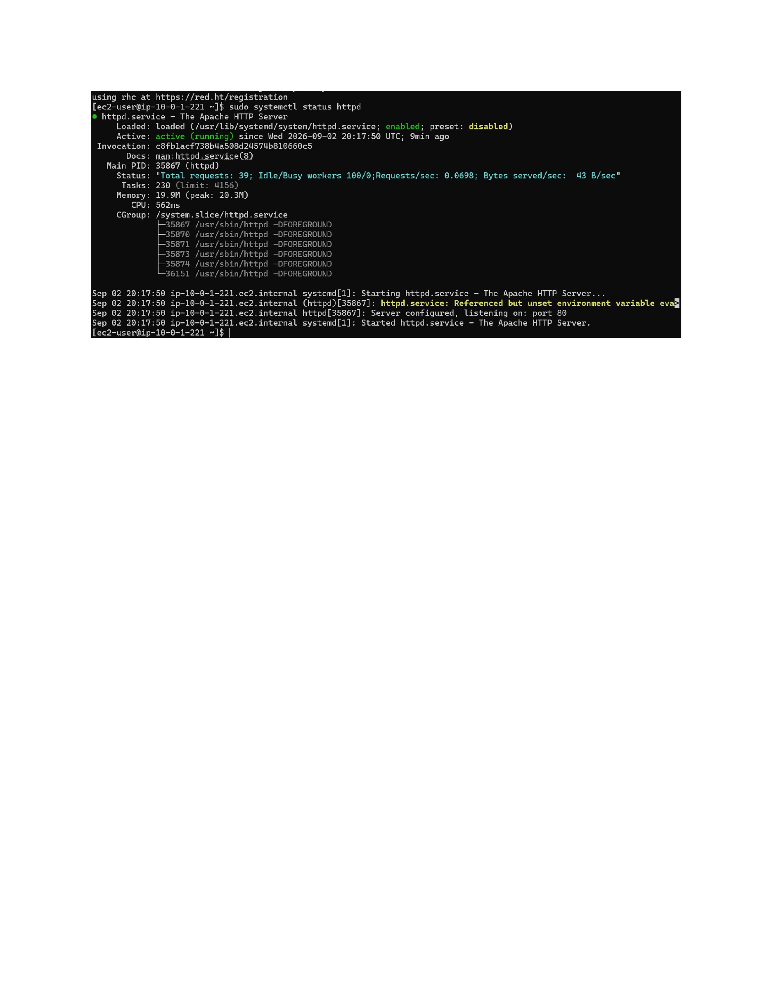 using rhc at https://red.ht/registration
[ec2-user@ip-10-0-1-221 ~]$ sudo systemctl status httpd
● httpd.service - The Apache HTTP Server
Loaded: loaded (/usr/lib/systemd/system/httpd.service; enabled; preset: disabled)
Active: active (running) since Wed 2026-09-02 20:17:50 UTC; 9min ago
Invocation: c8fb1acf738b4a508d24574b810660c5
Docs: man:httpd.service(8)
Main PID: 35867 (httpd)
Status: "Total requests: 39; Idle/Busy workers 100/0;Requests/sec: 0.0698; Bytes served/sec:  43 B/sec"
Tasks: 230 (limit: 4156)
Memory: 19.9M (peak: 20.3M)
CPU: 562ms
CGroup: /system.slice/httpd.service
├─35867 /usr/sbin/httpd -DFOREGROUND
├─35870 /usr/sbin/httpd -DFOREGROUND
├─35871 /usr/sbin/httpd -DFOREGROUND
├─35873 /usr/sbin/httpd -DFOREGROUND
├─35874 /usr/sbin/httpd -DFOREGROUND
└─36151 /usr/sbin/httpd -DFOREGROUND
Sep 02 20:17:50 ip-10-0-1-221.ec2.internal systemd[1]: Starting httpd.service - The Apache HTTP Server...
Sep 02 20:17:50 ip-10-0-1-221.ec2.internal (httpd)[35867]: httpd.service: Referenced but unset environment variable eva>
Sep 02 20:17:50 ip-10-0-1-221.ec2.internal httpd[35867]: Server configured, listening on: port 80
Sep 02 20:17:50 ip-10-0-1-221.ec2.internal systemd[1]: Started httpd.service - The Apache HTTP Server.
[ec2-user@ip-10-0-1-221 ~]$